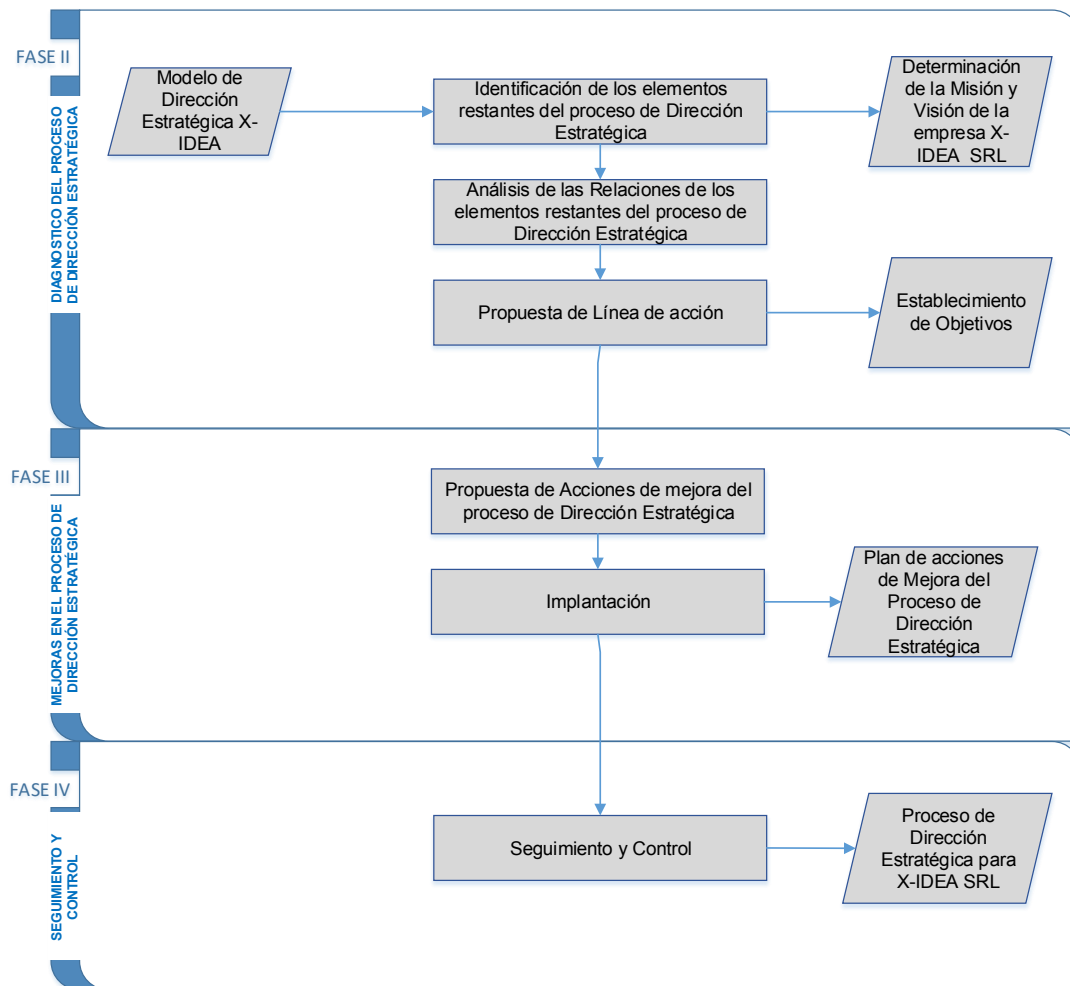 FASE II
DIAGNOSTICO DEL PROCESO
DE DIRECCIÓN ESTRATÉGICA
Modelo de
Dirección
Estratégica X-
IDEA
Identificación de los elementos
restantes del proceso de Dirección
Estratégica
Determinación
de la Misión y
Visión de la
empresa X-
IDEA SRL
Análisis de las Relaciones de los
elementos restantes del proceso de
Dirección Estratégica
Propuesta de Línea de acción
Establecimiento
de Objetivos
FASE III
MEJORAS EN EL PROCESO DE
DIRECCIÓN ESTRATÉGICA
Propuesta de Acciones de mejora del
proceso de Dirección Estratégica
Implantación
Plan de acciones
de Mejora del
Proceso de
Dirección
Estratégica
FASE IV
SEGUIMIENTO Y
CONTROL
Seguimiento y Control
Proceso de
Dirección
Estratégica para
X-IDEA SRL